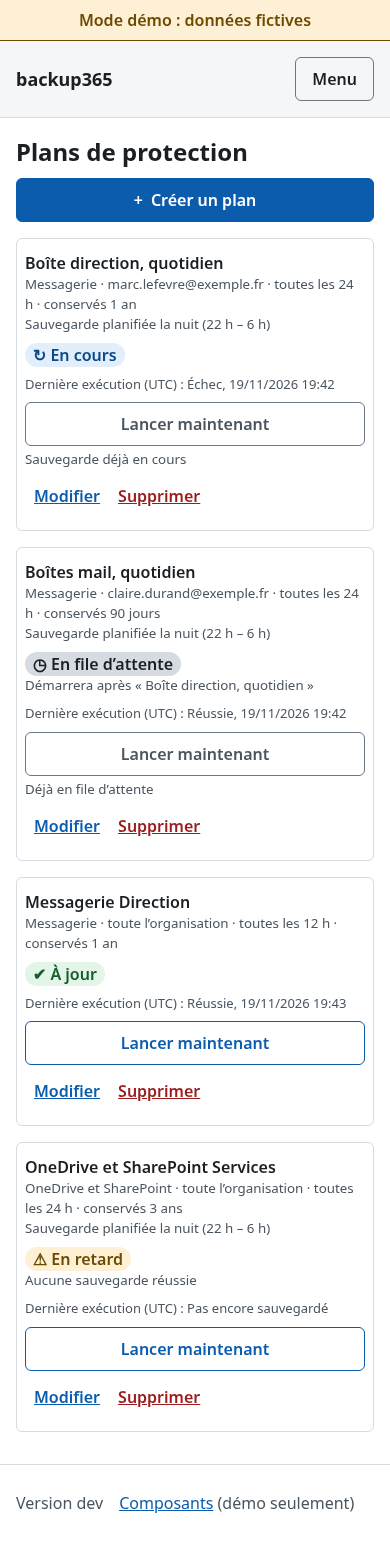 Mode démo : données fictives
backup365
Menu
Plans de protection
+ Créer un plan
Boîte direction, quotidien
Messagerie · marc.lefevre@exemple.fr · toutes les 24
h · conservés 1 an
Sauvegarde planifiée la nuit (22 h – 6 h)
↻ En cours
Dernière exécution (UTC) : Échec, 19/11/2026 19:42
Lancer maintenant
Sauvegarde déjà en cours
Modifier Supprimer
Boîtes mail, quotidien
Messagerie · claire.durand@exemple.fr · toutes les 24
h · conservés 90 jours
Sauvegarde planifiée la nuit (22 h – 6 h)
◷ En file d’attente
Démarrera après « Boîte direction, quotidien »
Dernière exécution (UTC) : Réussie, 19/11/2026 19:42
Lancer maintenant
Déjà en file d’attente
Modifier Supprimer
Messagerie Direction
Messagerie · toute l’organisation · toutes les 12 h ·
conservés 1 an
✔ À jour
Dernière exécution (UTC) : Réussie, 19/11/2026 19:43
Lancer maintenant
Modifier Supprimer
OneDrive et SharePoint Services
OneDrive et SharePoint · toute l’organisation · toutes
les 24 h · conservés 3 ans
Sauvegarde planifiée la nuit (22 h – 6 h)
⚠ En retard
Aucune sauvegarde réussie
Dernière exécution (UTC) : Pas encore sauvegardé
Lancer maintenant
Modifier Supprimer
Version dev Composants (démo seulement)